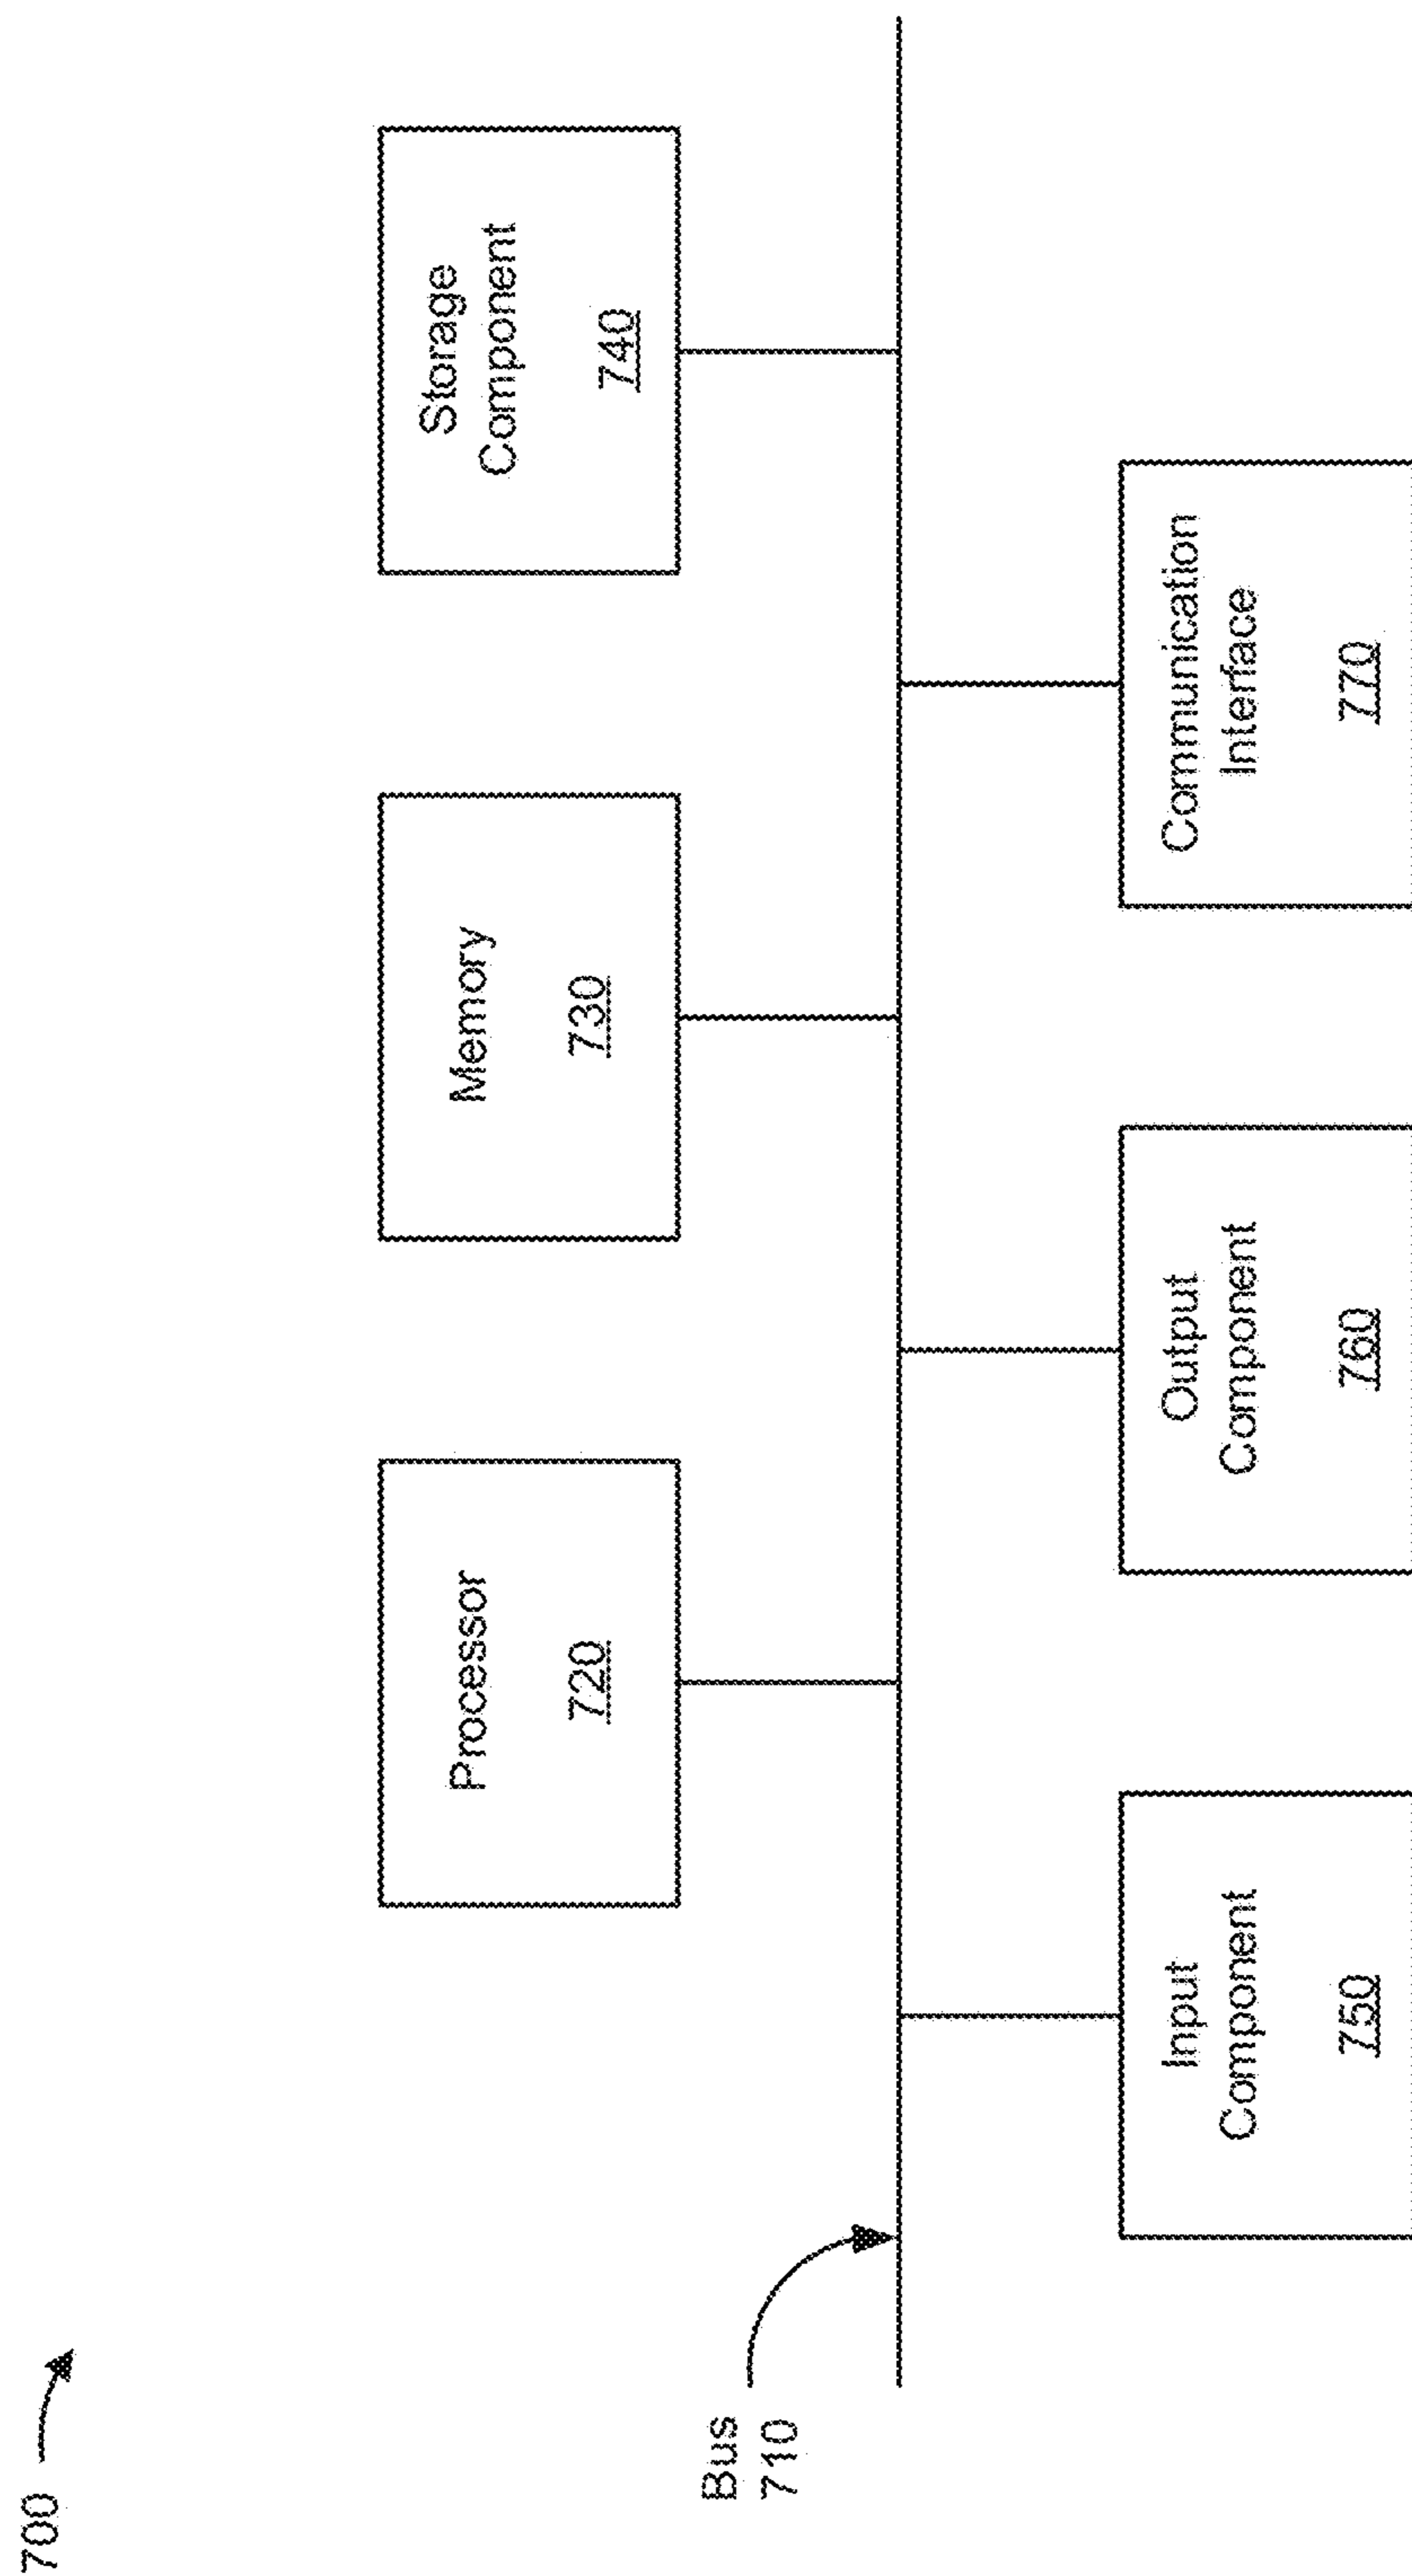 700
Processor
720
Memory
730
Storage
Component
740
Bus
710
Input
Component
750
Output
Component
760
Communication
Interface
770